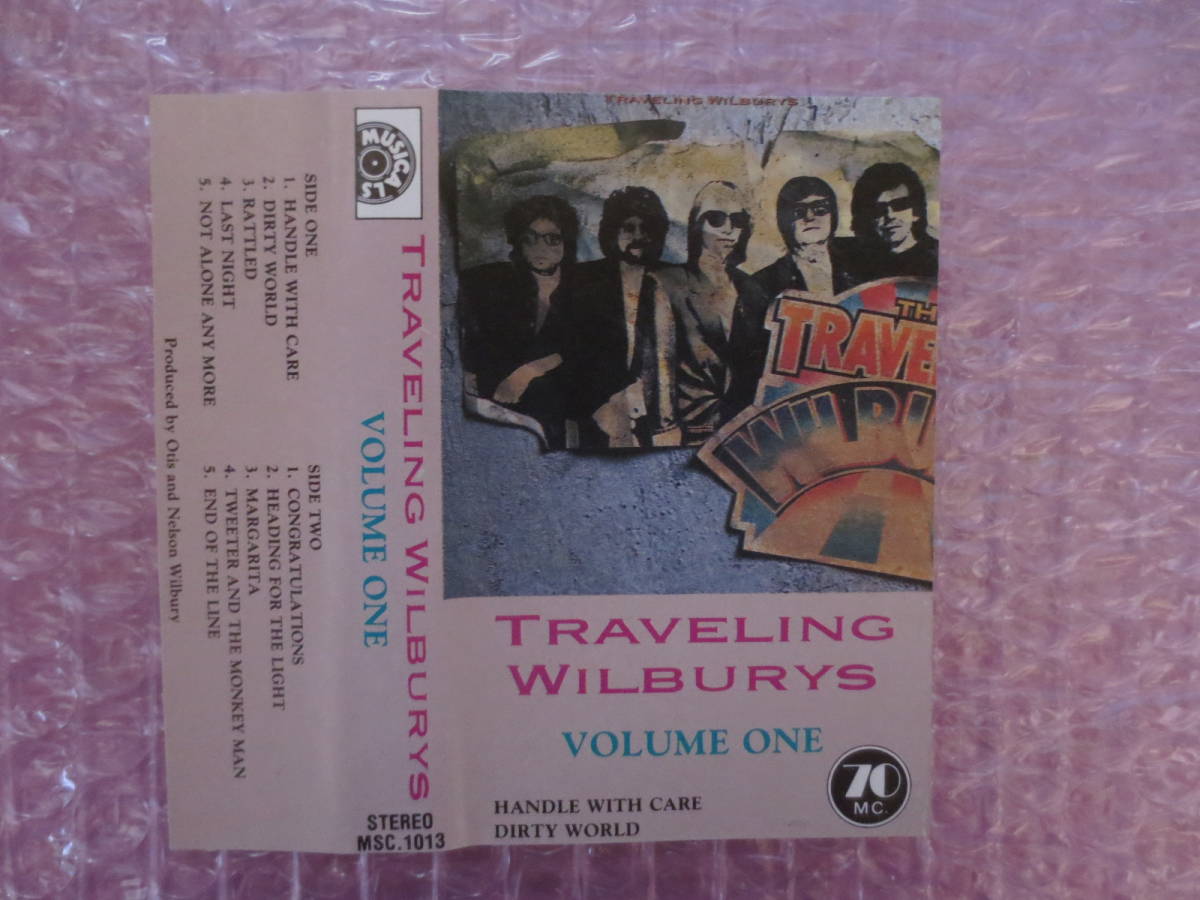 SIDE ONE
1. HANDLE WITH CARE
2. DIRTY WORLD
3. RATTLED
4. LAST NIGHT
5. NOT ALONE ANY MORE
SIDE TWO
1. CONGRATULATIONS
2. HEADING FOR THE LIGHT
3. MARGARITA
4. TWEETER AND THE MONKEY MAN
5. END OF THE LINE
Produced by Otis and Nelson Wilbury
MUSICALS
TRAVELING WILBURYS
VOLUME ONE
STEREO
MSC.1013
TRAVELING WILBURYS
TH
TRAVE
WILBU
TRAVELING
WILBURYS
VOLUME ONE
70
MC.
HANDLE WITH CARE
DIRTY WORLD